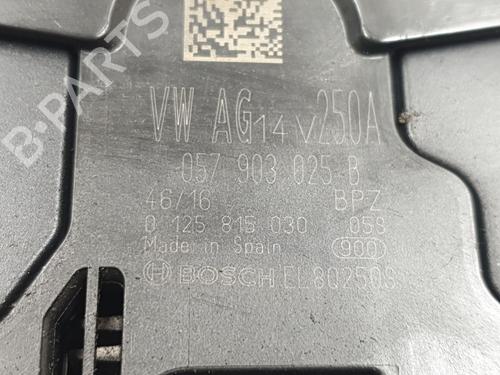 VW AG 14V 250A
057 903 025 B
46/16 BPZ
0 125 815 030 058
Made in Spain 900
BOSCH EL802508
B-PARTS